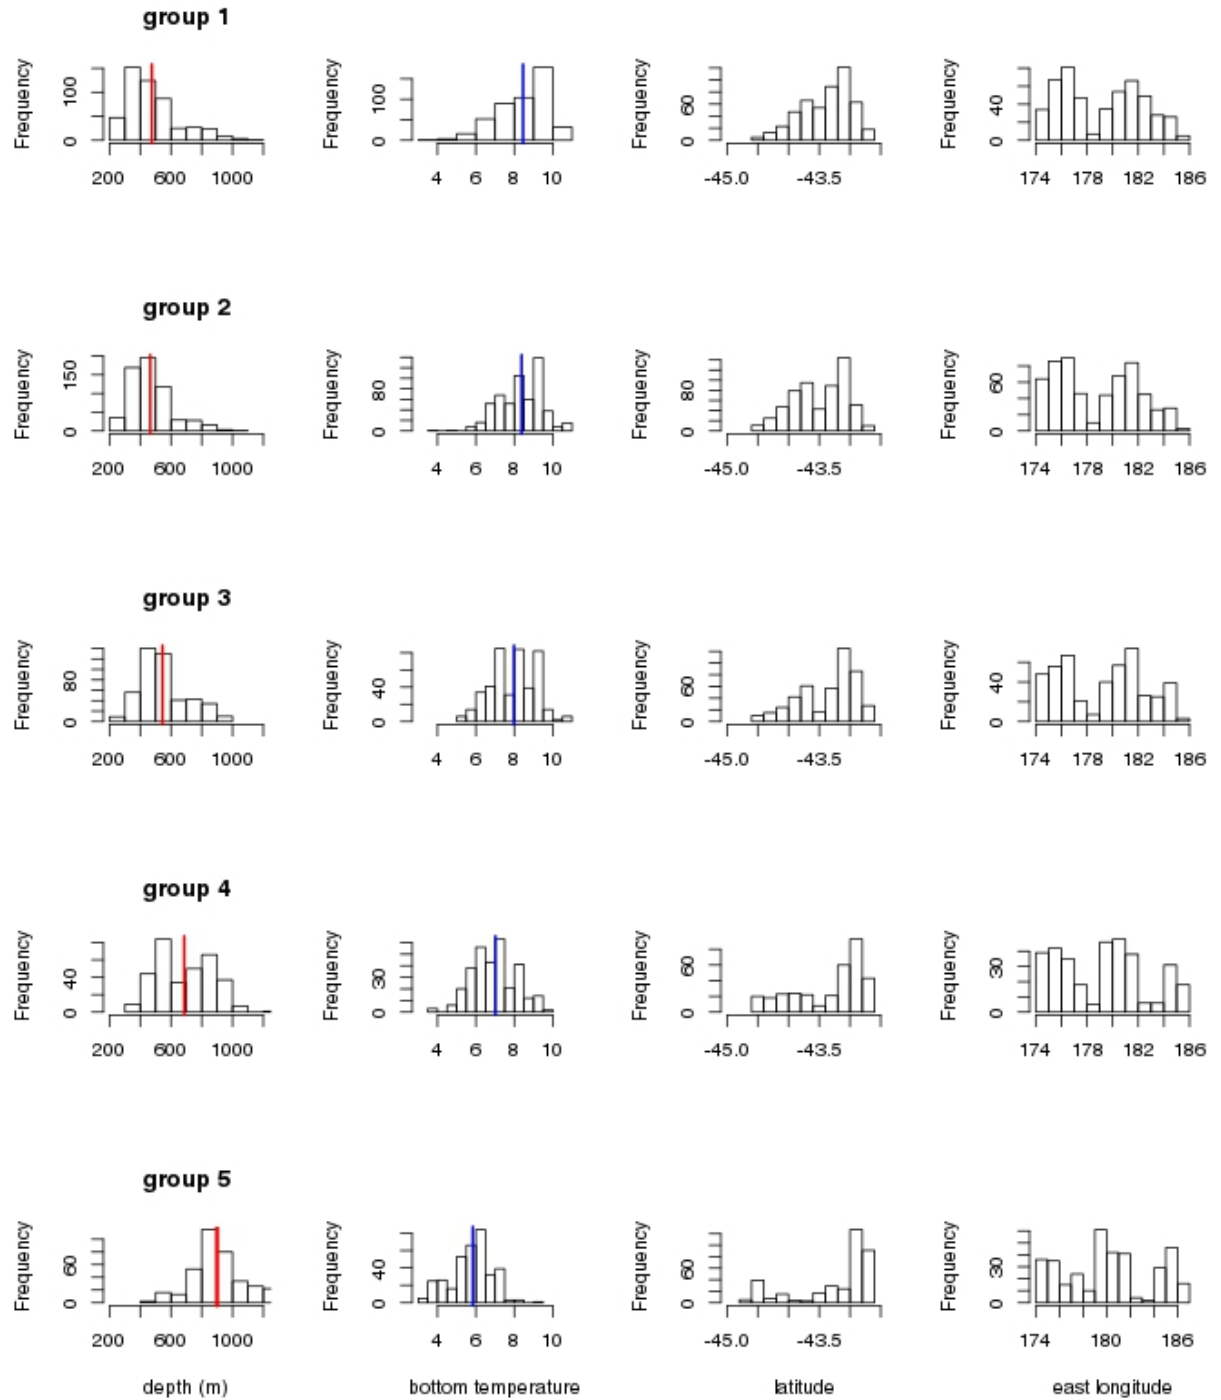 group 1
Frequency 0 100
200 600 1000
Frequency 0 100
4 6 8 10
Frequency 0 60
-45.0 -43.5
Frequency 0 40
174 178 182 186
group 2
Frequency 0 150
200 600 1000
Frequency 0 80
4 6 8 10
Frequency 0 80
-45.0 -43.5
Frequency 0 60
174 178 182 186
group 3
Frequency 0 80
200 600 1000
Frequency 0 40
4 6 8 10
Frequency 0 60
-45.0 -43.5
Frequency 0 40
174 178 182 186
group 4
Frequency 0 40
200 600 1000
Frequency 0 30
4 6 8 10
Frequency 0 60
-45.0 -43.5
Frequency 0 30
174 178 182 186
group 5
Frequency 0 60
200 600 1000
Frequency 0 40
4 6 8 10
Frequency 0 60
-45.0 -43.5
Frequency 0 30
174 180 186
depth (m) bottom temperature latitude east longitude